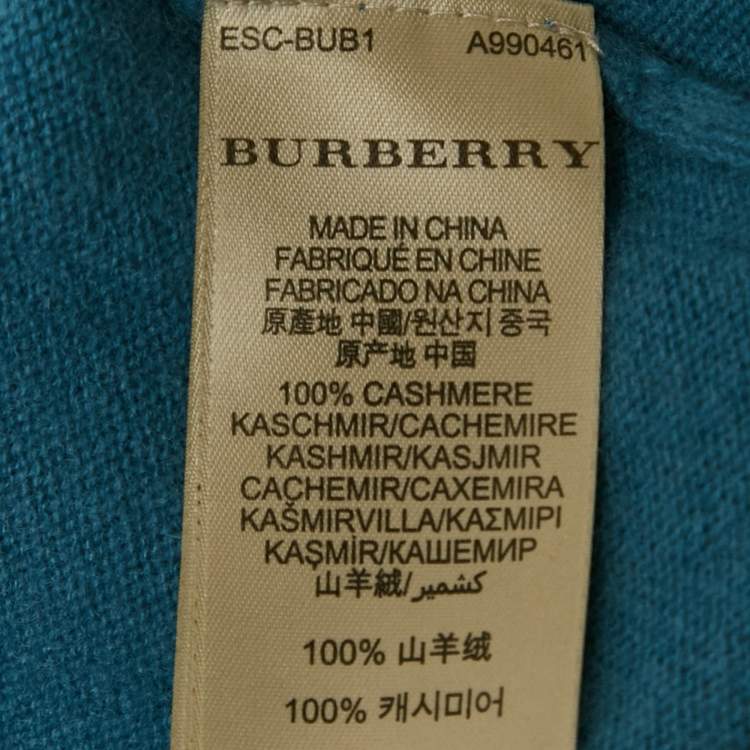 ESC-BUB1 A990461
BURBERRY
MADE IN CHINA
FABRIQUÉ EN CHINE
FABRICADO NA CHINA
原產地 中國/원산지 중국
原产地 中国
100% CASHMERE
KASCHMIR/CACHEMIRE
KASHMIR/KASJMIR
CACHEMIR/CAXEMIRA
KAŠMIRVILLA/ΚΑΣΜΙΡΙ
KAŞMİR/КАШЕМИР
山羊絨/كشمير
100% 山羊绒
100% 캐시미어